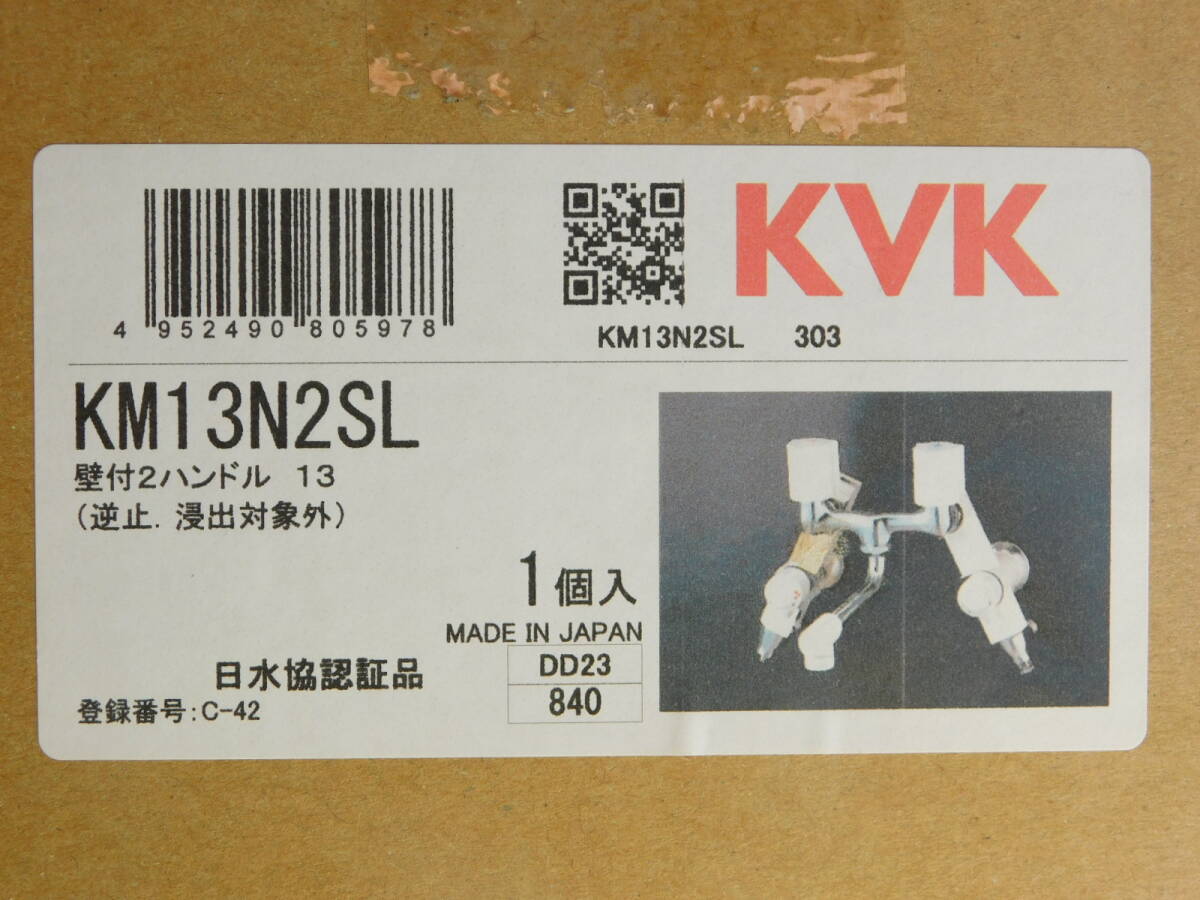 KVK
4 952490 805978
KM13N2SL 303
KM13N2SL
壁付2ハンドル 13
(逆止. 浸出対象外)
1個入
MADE IN JAPAN
DD23
840
日水協認証品
登録番号:C-42